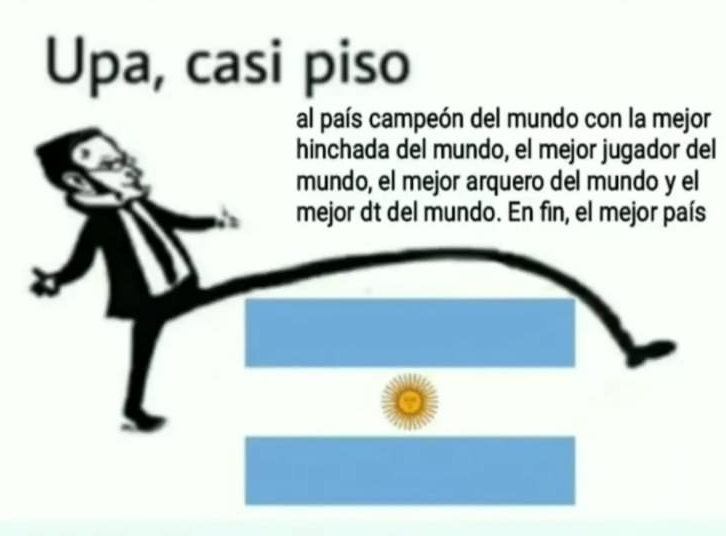 Upa, casi piso
al país campeón del mundo con la mejor
hinchada del mundo, el mejor jugador del
mundo, el mejor arquero del mundo y el
mejor dt del mundo. En fin, el mejor país